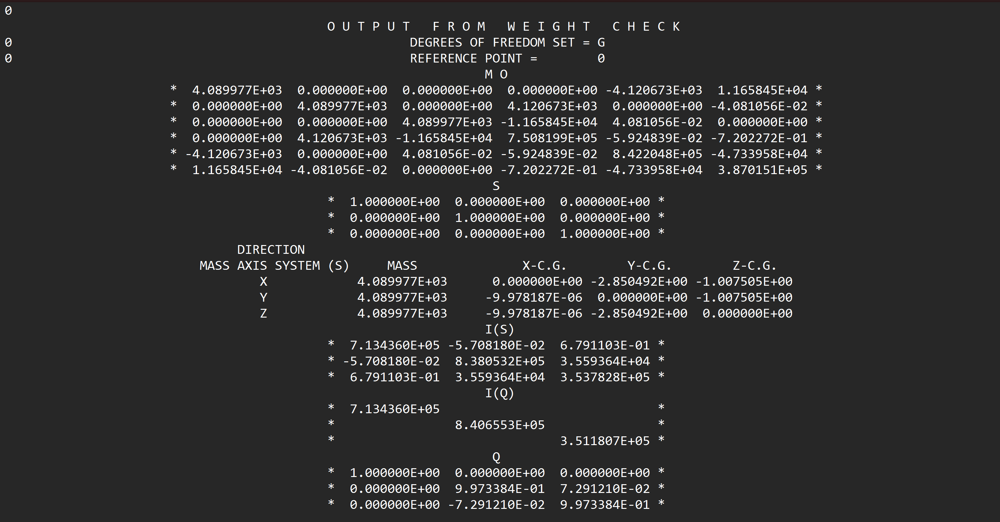 0
O U T P U T   F R O M   W E I G H T   C H E C K
0 DEGREES OF FREEDOM SET = G
0 REFERENCE POINT =        0
M O
*  4.089977E+03  0.000000E+00  0.000000E+00  0.000000E+00 -4.120673E+03  1.165845E+04 *
*  0.000000E+00  4.089977E+03  0.000000E+00  4.120673E+03  0.000000E+00 -4.081056E-02 *
*  0.000000E+00  0.000000E+00  4.089977E+03 -1.165845E+04  4.081056E-02  0.000000E+00 *
*  0.000000E+00  4.120673E+03 -1.165845E+04  7.508199E+05 -5.924839E-02 -7.202272E-01 *
* -4.120673E+03  0.000000E+00  4.081056E-02 -5.924839E-02  8.422048E+05 -4.733958E+04 *
*  1.165845E+04 -4.081056E-02  0.000000E+00 -7.202272E-01 -4.733958E+04  3.870151E+05 *
S
*  1.000000E+00  0.000000E+00  0.000000E+00 *
*  0.000000E+00  1.000000E+00  0.000000E+00 *
*  0.000000E+00  0.000000E+00  1.000000E+00 *
DIRECTION
MASS AXIS SYSTEM (S)     MASS              X-C.G.        Y-C.G.        Z-C.G.
X            4.089977E+03      0.000000E+00 -2.850492E+00 -1.007505E+00
Y            4.089977E+03     -9.978187E-06  0.000000E+00 -1.007505E+00
Z            4.089977E+03     -9.978187E-06 -2.850492E+00  0.000000E+00
I(S)
*  7.134360E+05 -5.708180E-02  6.791103E-01 *
* -5.708180E-02  8.380532E+05  3.559364E+04 *
*  6.791103E-01  3.559364E+04  3.537828E+05 *
I(Q)
*  7.134360E+05                             *
*                8.406553E+05               *
*                              3.511807E+05 *
Q
*  1.000000E+00  0.000000E+00  0.000000E+00 *
*  0.000000E+00  9.973384E-01  7.291210E-02 *
*  0.000000E+00 -7.291210E-02  9.973384E-01 *